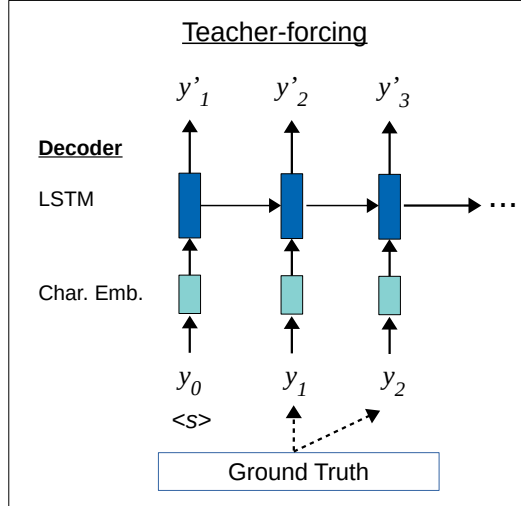 Teacher-forcing
y'1 y'2 y'3
Decoder
LSTM ...
Char. Emb.
y0 y1 y2
<s>
Ground Truth